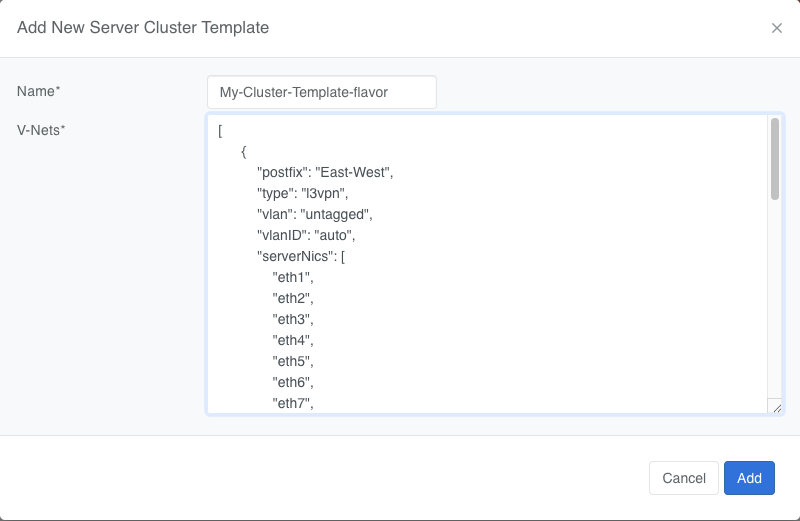 Add New Server Cluster Template ×
Name* My-Cluster-Template-flavor
V-Nets*
[
{
"postfix": "East-West",
"type": "l3vpn",
"vlan": "untagged",
"vlanID": "auto",
"serverNics": [
"eth1",
"eth2",
"eth3",
"eth4",
"eth5",
"eth6",
"eth7",
Cancel Add